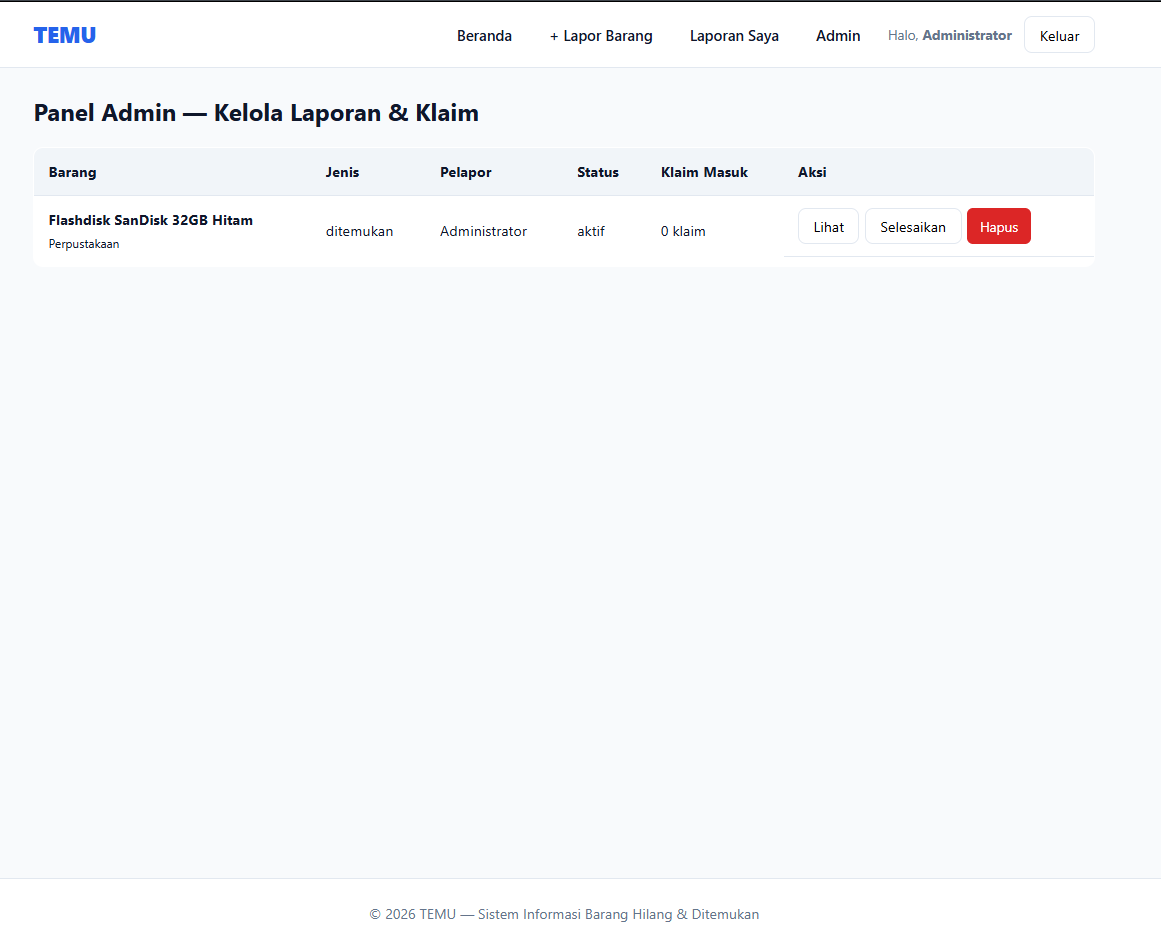 TEMU
Beranda + Lapor Barang Laporan Saya Admin Halo, Administrator Keluar
Panel Admin — Kelola Laporan & Klaim
Barang Jenis Pelapor Status Klaim Masuk Aksi
Flashdisk SanDisk 32GB Hitam
Perpustakaan
ditemukan Administrator aktif 0 klaim Lihat Selesaikan Hapus
© 2026 TEMU — Sistem Informasi Barang Hilang & Ditemukan